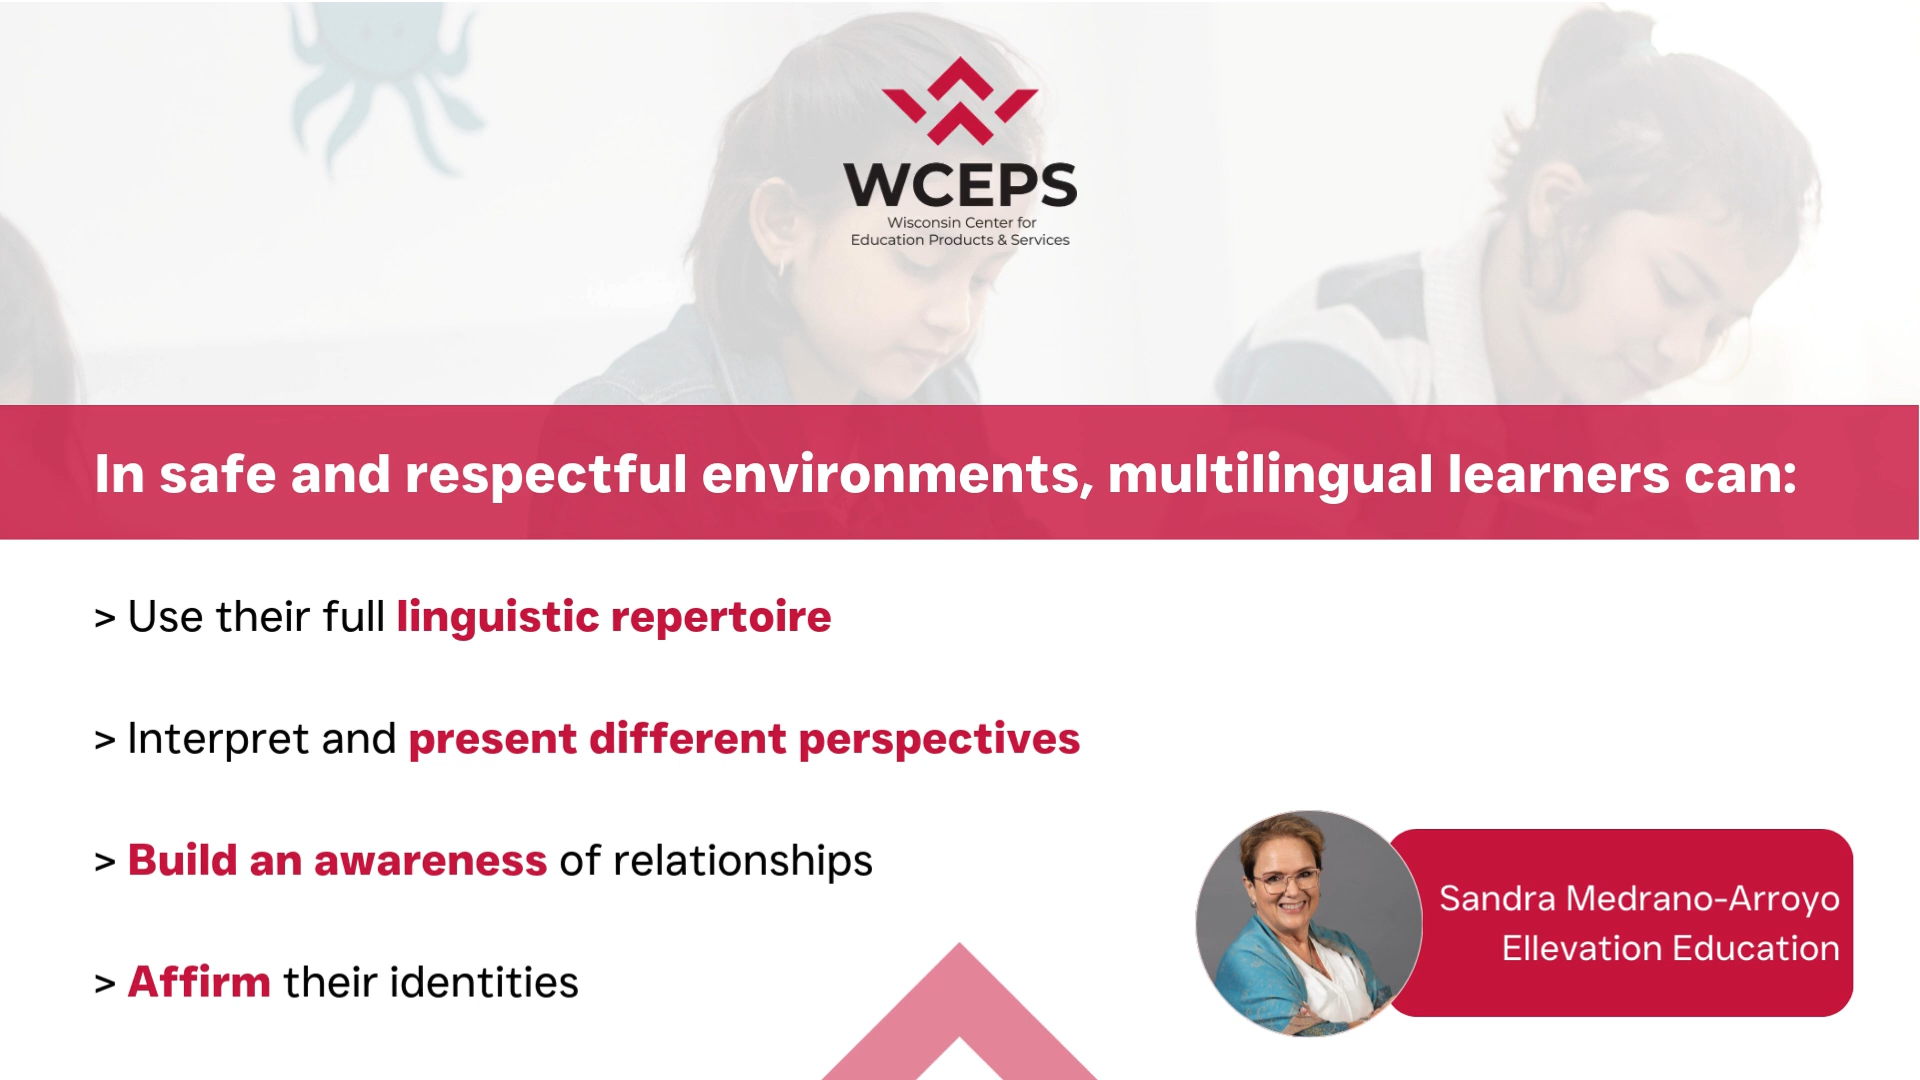 WCEPS
Wisconsin Center for
Education Products & Services
In safe and respectful environments, multilingual learners can:
> Use their full linguistic repertoire
> Interpret and present different perspectives
> Build an awareness of relationships
> Affirm their identities
Sandra Medrano-Arroyo
Ellevation Education